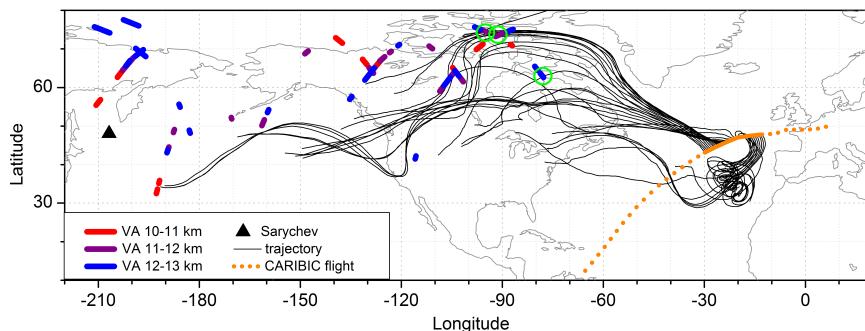 60
30
Latitude
VA 10-11 km
Sarychev
VA 11-12 km
trajectory
VA 12-13 km
CARIBIC flight
-210
-180
-150
-120
-90
-60
-30
0
Longitude